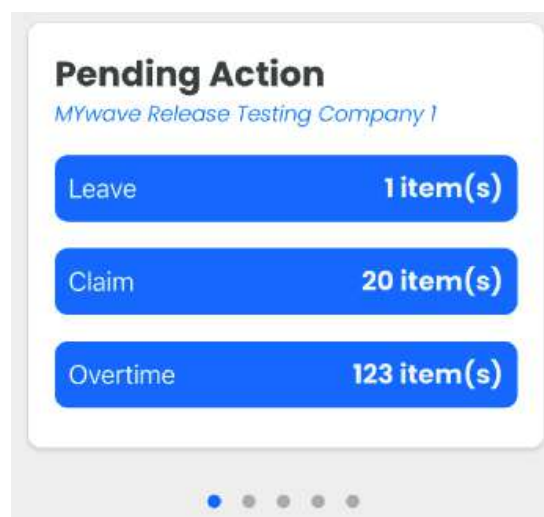 Pending Action
MYwave Release Testing Company 1
Leave 1 item(s)
Claim 20 item(s)
Overtime 123 item(s)